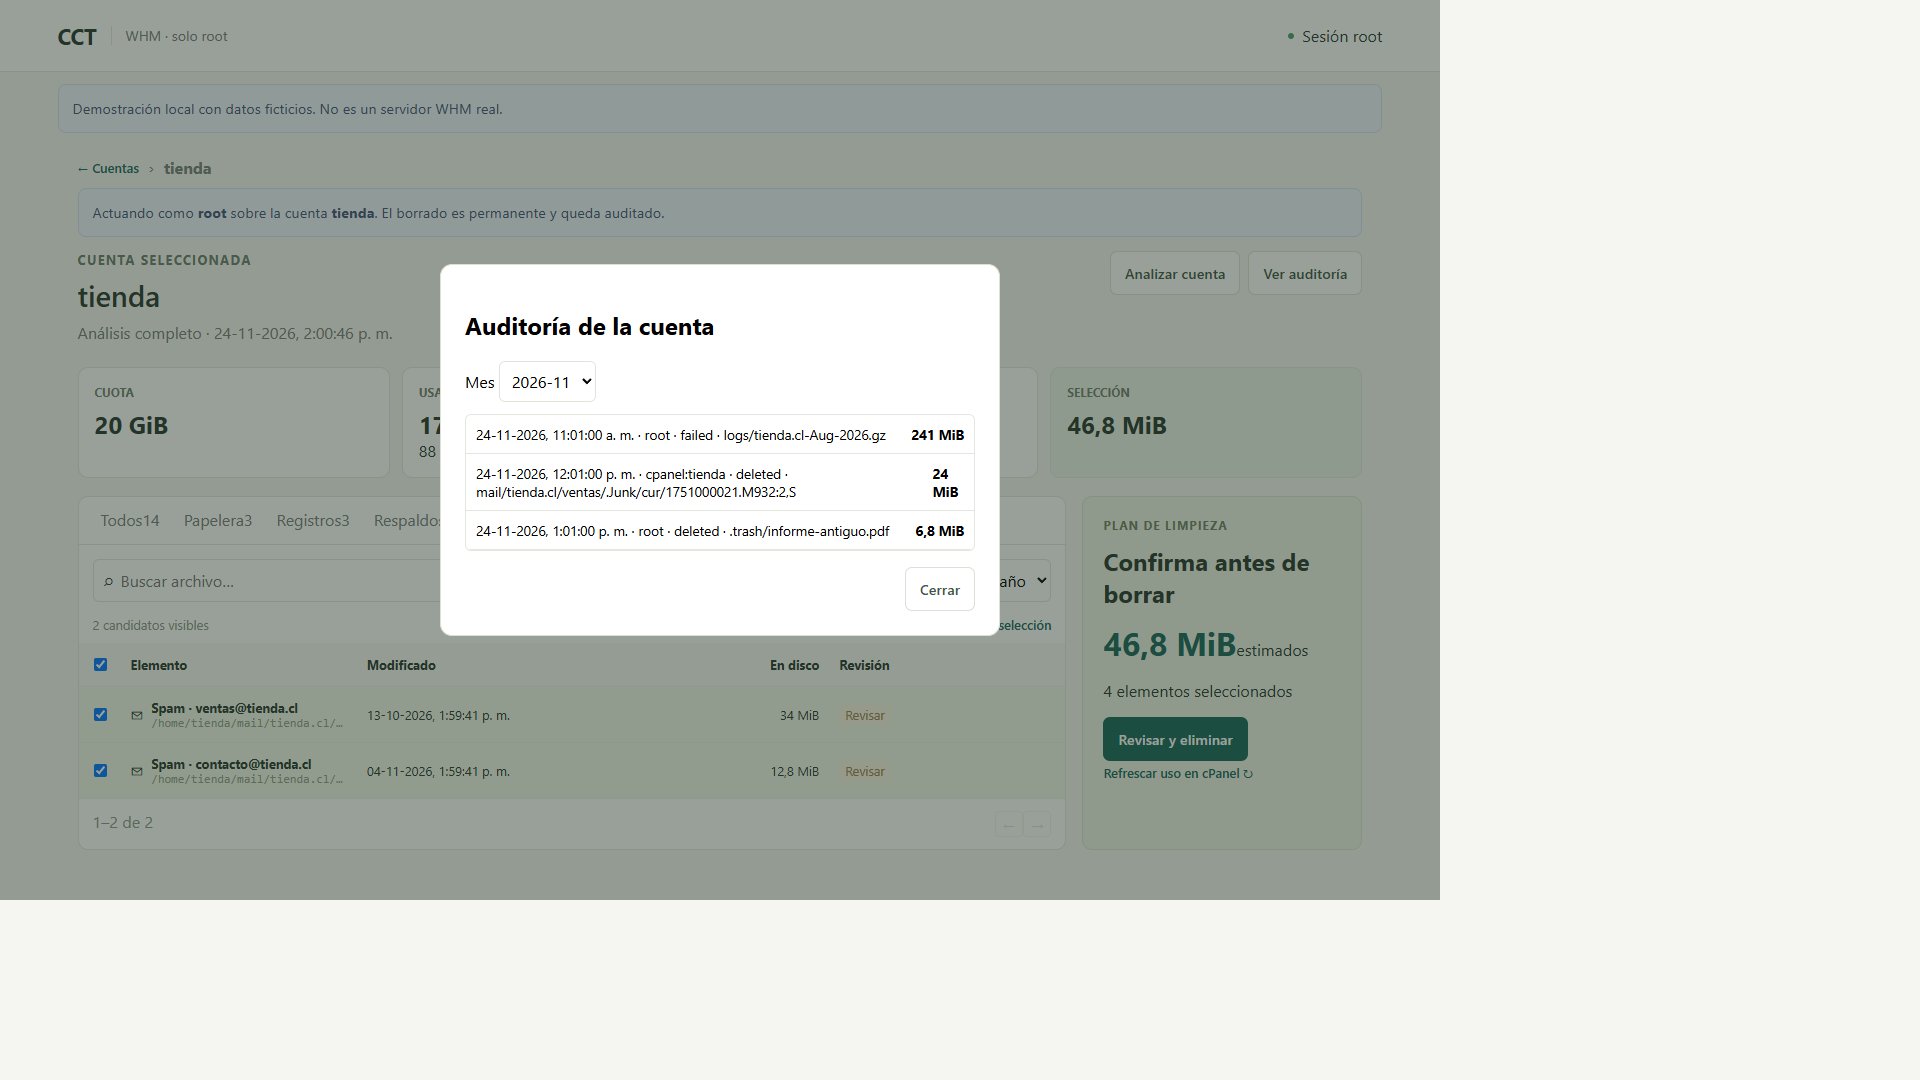 CCT
WHM · solo root
Sesión root
Demostración local con datos ficticios. No es un servidor WHM real.
← Cuentas › tienda
Actuando como root sobre la cuenta tienda. El borrado es permanente y queda auditado.
CUENTA SELECCIONADA
tienda
Análisis completo · 24-11-2026, 2:00:46 p. m.
Analizar cuenta
Ver auditoría
CUOTA
20 GiB
USA
17
88
SELECCIÓN
46,8 MiB
Auditoría de la cuenta
Mes 2026-11
24-11-2026, 11:01:00 a. m. · root · failed · logs/tienda.cl-Aug-2026.gz 241 MiB
24-11-2026, 12:01:00 p. m. · cpanel:tienda · deleted ·
mail/tienda.cl/ventas/.Junk/cur/1751000021.M932:2,S
24
MiB
24-11-2026, 1:01:00 p. m. · root · deleted · .trash/informe-antiguo.pdf 6,8 MiB
Cerrar
Todos14 Papelera3 Registros3 Respaldo
⌕ Buscar archivo...
año
2 candidatos visibles
selección
Elemento Modificado En disco Revisión
Spam · ventas@tienda.cl
/home/tienda/mail/tienda.cl/…
13-10-2026, 1:59:41 p. m. 34 MiB Revisar
Spam · contacto@tienda.cl
/home/tienda/mail/tienda.cl/…
04-11-2026, 1:59:41 p. m. 12,8 MiB Revisar
1–2 de 2
← →
PLAN DE LIMPIEZA
Confirma antes de
borrar
46,8 MiB estimados
4 elementos seleccionados
Revisar y eliminar
Refrescar uso en cPanel ↻